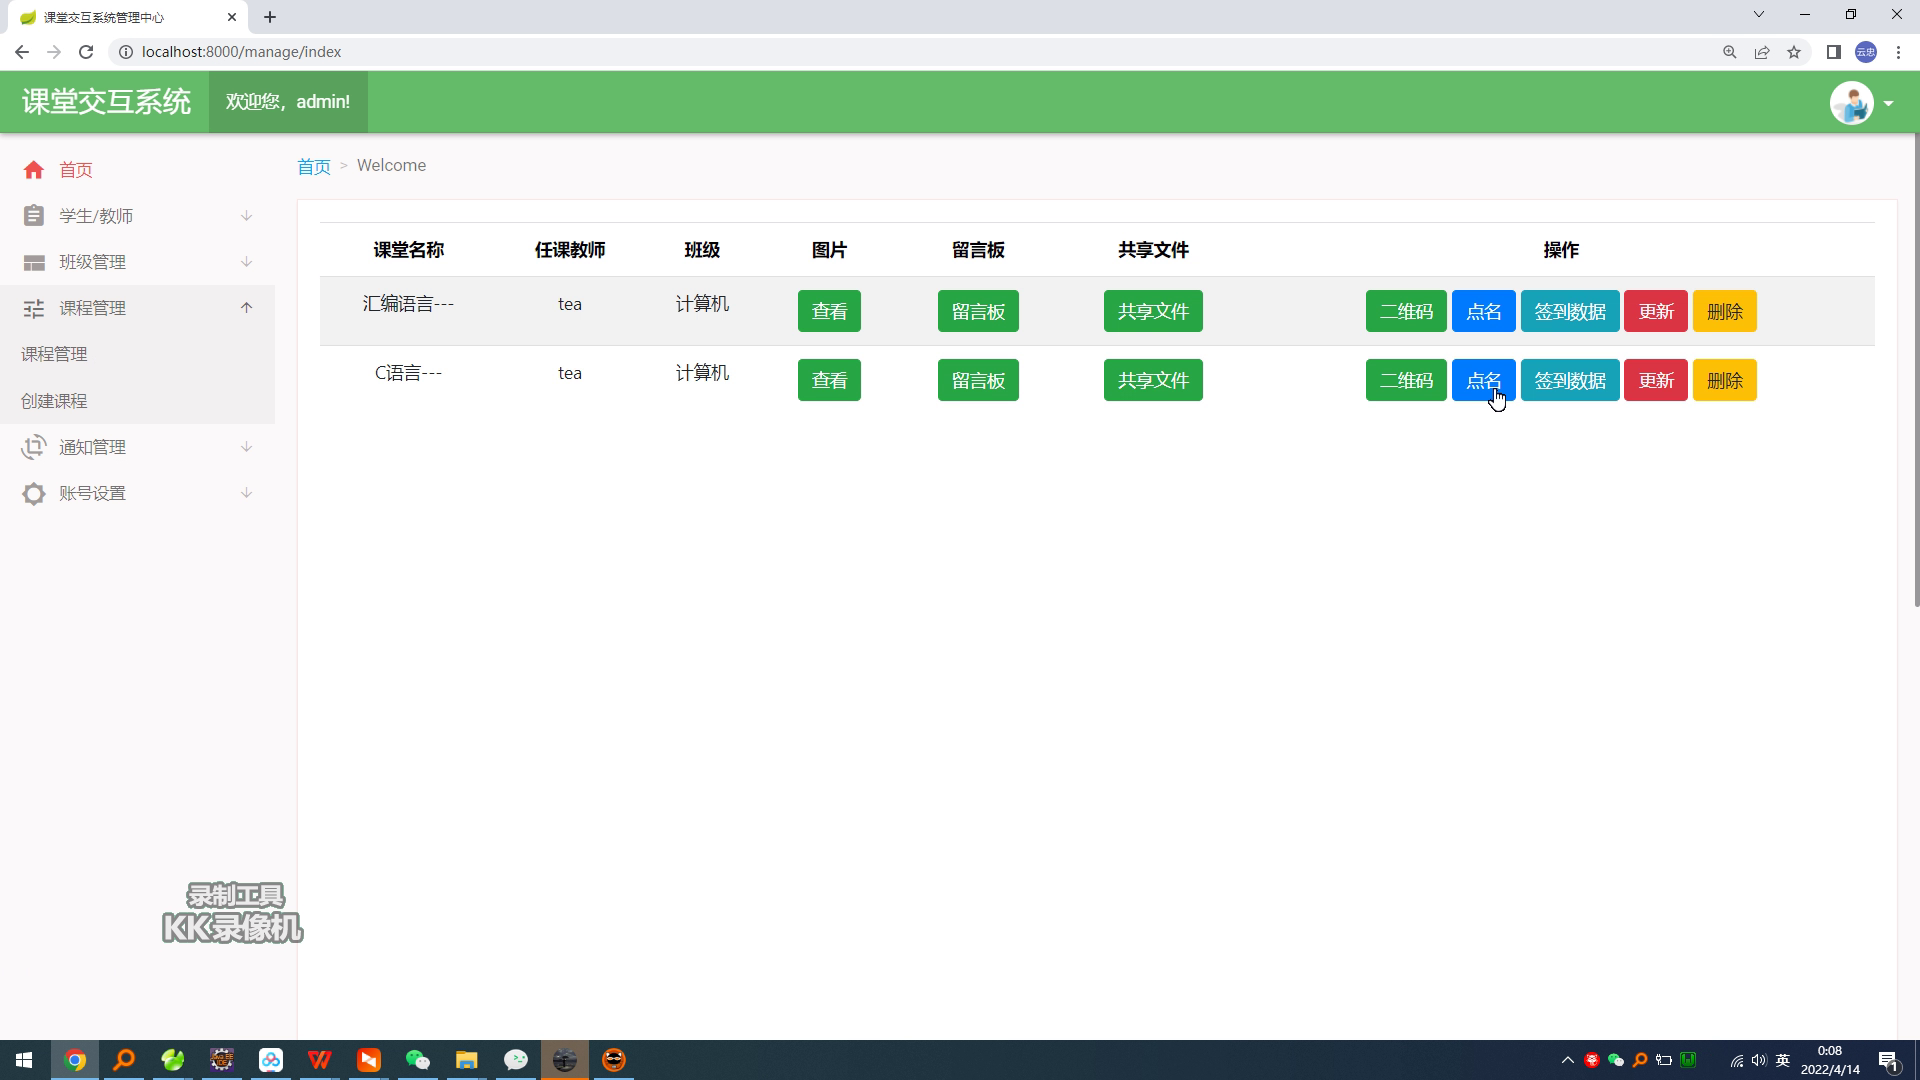 课堂交互系统管理中心
localhost:8000/manage/index
云忠
课堂交互系统
欢迎您，admin!
首页
学生/教师
班级管理
课程管理
课程管理
创建课程
通知管理
账号设置
首页 > Welcome
课堂名称 任课教师 班级 图片 留言板 共享文件 操作
汇编语言--- tea 计算机 查看 留言板 共享文件 二维码 点名 签到数据 更新 删除
C语言--- tea 计算机 查看 留言板 共享文件 二维码 点名 签到数据 更新 删除
录制工具
KK录像机
英
0:08
2022/4/14
1